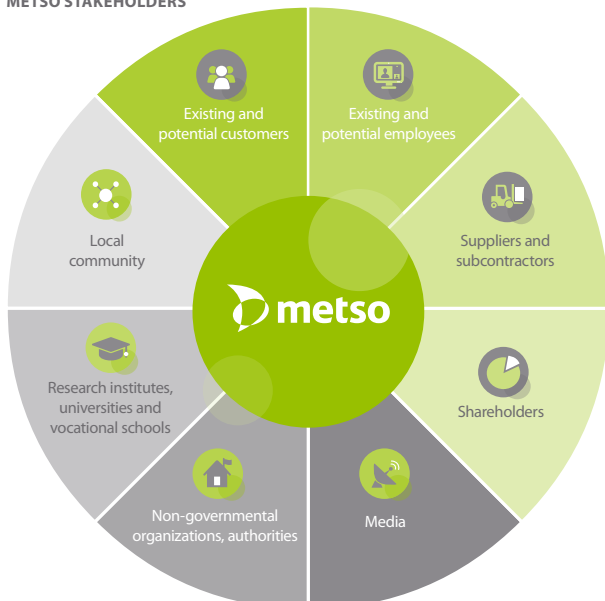 METSO STAKEHOLDERS
Existing and
potential customers
Existing and
potential employees
Suppliers and
subcontractors
Shareholders
Media
Non-governmental
organizations, authorities
Research institutes,
universities and
vocational schools
Local
community
metso